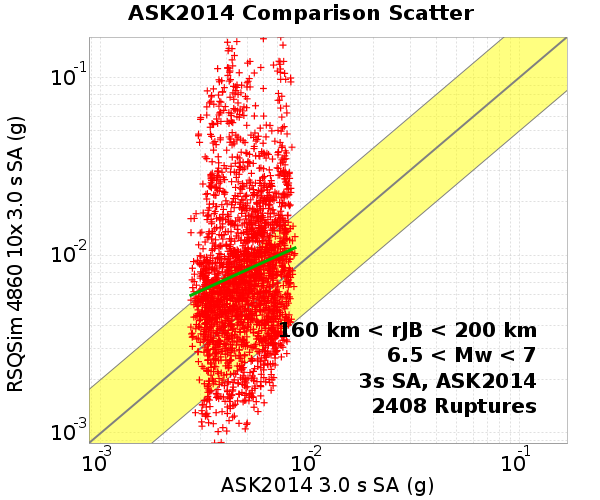 ASK2014 Comparison Scatter
RSQSim 4860 10x 3.0 s SA (g)
10-1
10-2
10-3
160 km < rJB < 200 km
6.5 < Mw < 7
3s SA, ASK2014
2408 Ruptures
10-3 10-2 10-1
ASK2014 3.0 s SA (g)